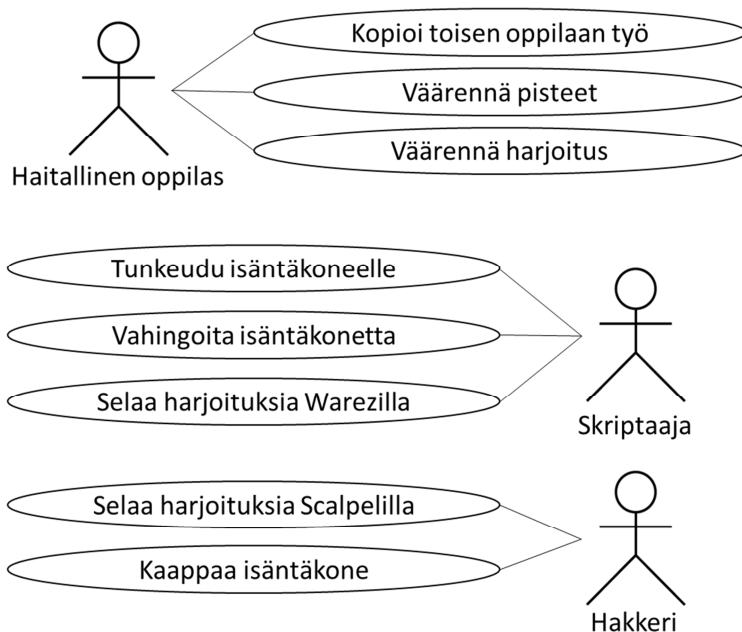 Kopioi toisen oppilaan työ
Väärennä pisteet
Väärennä harjoitus
Haitallinen oppilas
Tunkeudu isäntäkoneelle
Vahingoita isäntäkonetta
Selaa harjoituksia Warezilla
Skriptaaja
Selaa harjoituksia Scalpelilla
Kaappaa isäntäkone
Hakkeri